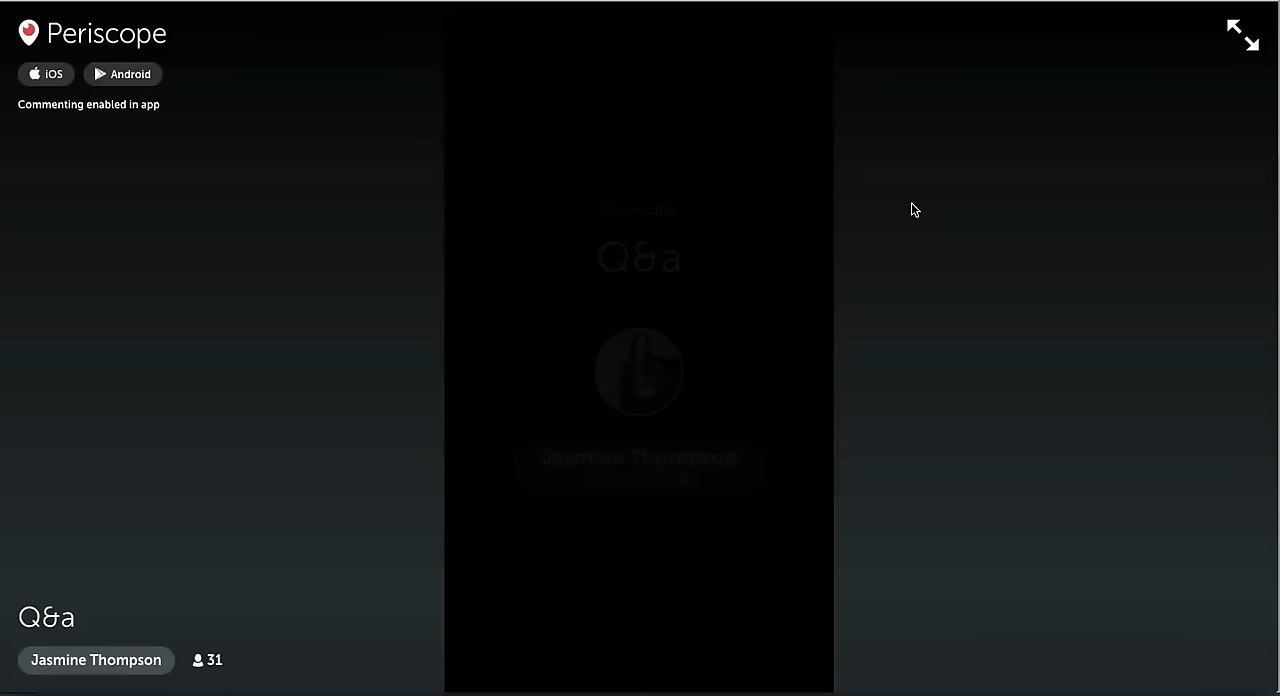 Periscope
iOS Android
Commenting enabled in app
Q&a
Jasmine Thompson
Q&a
Jasmine Thompson 31